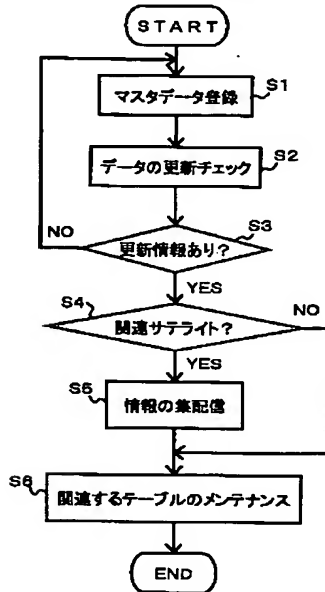 START
マスタデータ登録
S1
データの更新チェック
S2
更新情報あり?
S3
NO
YES
S4
関連サテライト?
NO
YES
S5
情報の集配信
S6
関連するテーブルのメンテナンス
END